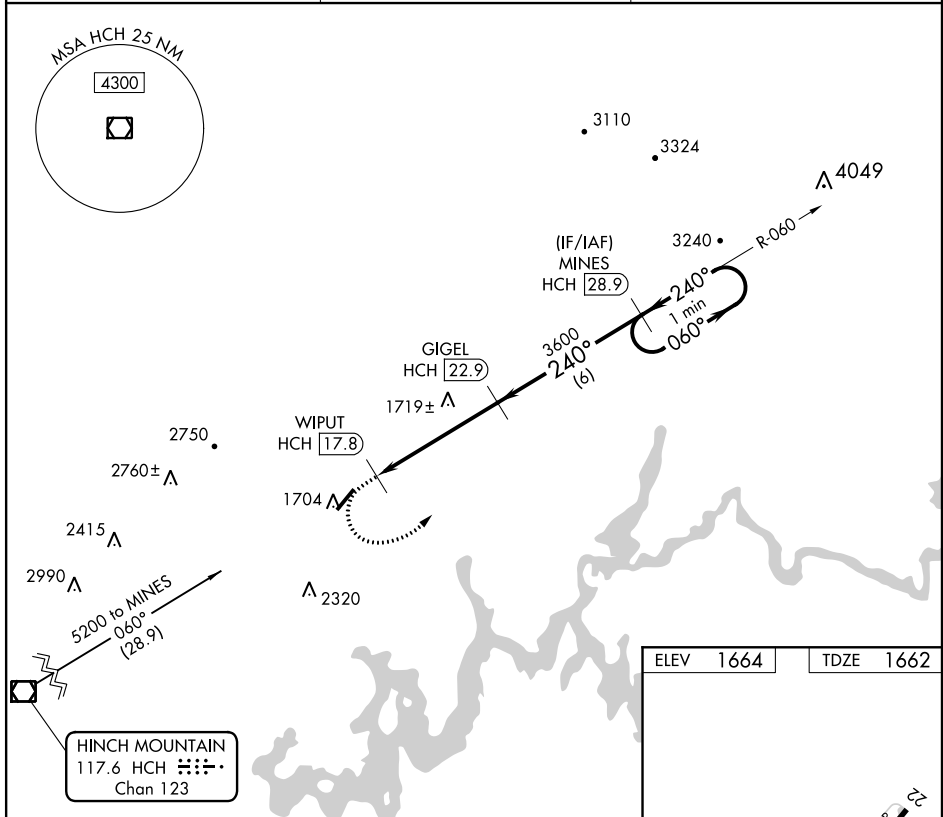 MSA HCH 25 NM
4300
3110
3324
4049
R-060
3240
(IF/IAF)
MINES
HCH 28.9
240°
1 min
060°
3600
240°
(6)
GIGEL
HCH 22.9
1719±
WIPUT
HCH 17.8
2750
2760±
1704
2415
2990
2320
5200 to MINES
060°
(28.9)
HINCH MOUNTAIN
117.6 HCH
Chan 123
ELEV 1664
TDZE 1662
22